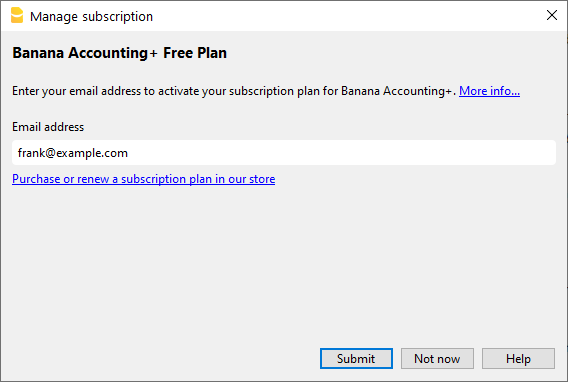 Manage subscription
Banana Accounting+ Free Plan
Enter your email address to activate your subscription plan for Banana Accounting+. More info...
Email address
frank@example.com
Purchase or renew a subscription plan in our store
Submit Not now Help